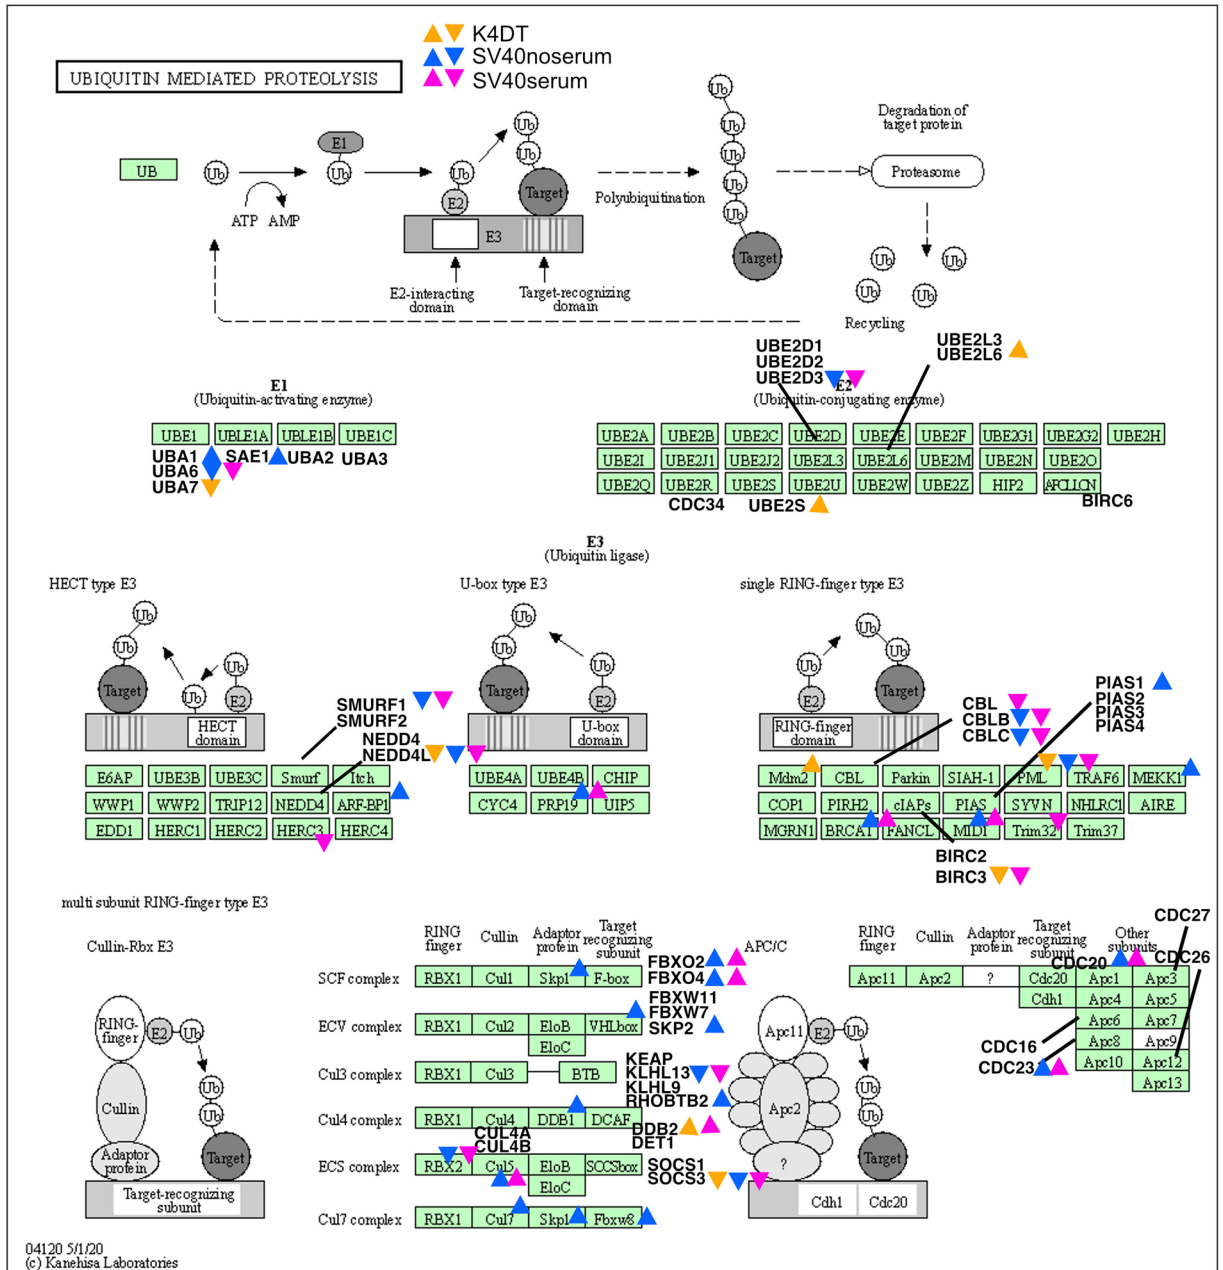 K4DT
SV40noserum
SV40serum
UBIQUITIN MEDIATED PROTEOLYSIS
UB
Ub
ATP AMP
E1
Ub
Ub
E2
E3
Ub
Ub
Target
E2-interacting
domain
Target-recognizing
domain
Polyubiquitination
Ub
Ub
Ub
Ub
Ub
Target
Degradation of
target protein
Proteasome
Ub Ub
Ub Ub
Recycling
E1
(Ubiquitin-activating enzyme)
UBE1 UBLE1A UBLE1B UBE1C
UBA1 SAE1 UBA2 UBA3
UBA6
UBA7
UBE2D1
UBE2D2
UBE2D3
UBE2L3
UBE2L6
E2
(Ubiquitin-conjugating enzyme)
UBE2A UBE2B UBE2C UBE2D UBE2E UBE2F UBE2G1 UBE2G2 UBE2H
UBE2I UBE2J1 UBE2J2 UBE2L3 UBE2L6 UBE2M UBE2N UBE2O
UBE2Q UBE2R UBE2S UBE2U UBE2W UBE2Z HIP2 APOLLON
CDC34 UBE2S BIRC6
E3
(Ubiquitin ligase)
HECT type E3
Ub
Ub
Target
Ub
Ub
E2
HECT
domain
SMURF1
SMURF2
NEDD4
NEDD4L
E6AP UBE3B UBE3C Smurf Itch
WWP1 WWP2 TRIP12 NEDD4 ARF-BP1
EDD1 HERC1 HERC2 HERC3 HERC4
U-box type E3
Ub
Ub
Target
Ub
E2
U-box
domain
UBE4A UBE4B CHIP
CYC4 PRP19 UIP5
single RING-finger type E3
Ub
E2
Ub
Ub
Target
RING-finger
domain
CBL
CBLB
CBLC
PIAS1
PIAS2
PIAS3
PIAS4
Mdm2 CBL Parkin SIAH-1 PML TRAF6 MEKK1
COP1 PIRH2 cIAPs PIAS SYVN NHLRC1 AIRE
MGRN1 BRCA1 FANCL MID1 Trim32 Trim37
BIRC2
BIRC3
multi subunit RING-finger type E3
Cullin-Rbx E3
RING-
finger
E2
Ub
Ub
Ub
Cullin
Adaptor
protein
Target
Target-recognizing
subunit
RING
finger
Cullin
Adaptor
protein
Target
recognizing
subunit
SCF complex RBX1 Cul1 Skp1 F-box
FBXO2
FBXO4
FBXW11
FBXW7
SKP2
ECV complex RBX1 Cul2 EloB VHLbox
EloC
Cul3 complex RBX1 Cul3 BTB
KEAP
KLHL13
KLHL9
RHOBTB2
Cul4 complex RBX1 Cul4 DDB1 DCAF
DDB2
DET1
CUL4A
CUL4B
ECS complex RBX2 Cul5 EloB SOCSbox
EloC
SOCS1
SOCS3
Cul7 complex RBX1 Cul7 Skp1 Fbxw8
APC/C
Apc11
E2
Ub
Apc2
Ub
Ub
?
Target
Cdh1 Cdc20
RING
finger
Cullin
Adaptor
protein
Target
recognizing
subunit
Other
subunits
CDC27
CDC26
CDC20
Apc11 Apc2 ? Cdc20 Apc1 Apc3
Cdh1 Apc4 Apc5
Apc6 Apc7
Apc8 Apc9
Apc10 Apc12
Apc13
CDC16
CDC23
04120 5/1/20
(c) Kanehisa Laboratories